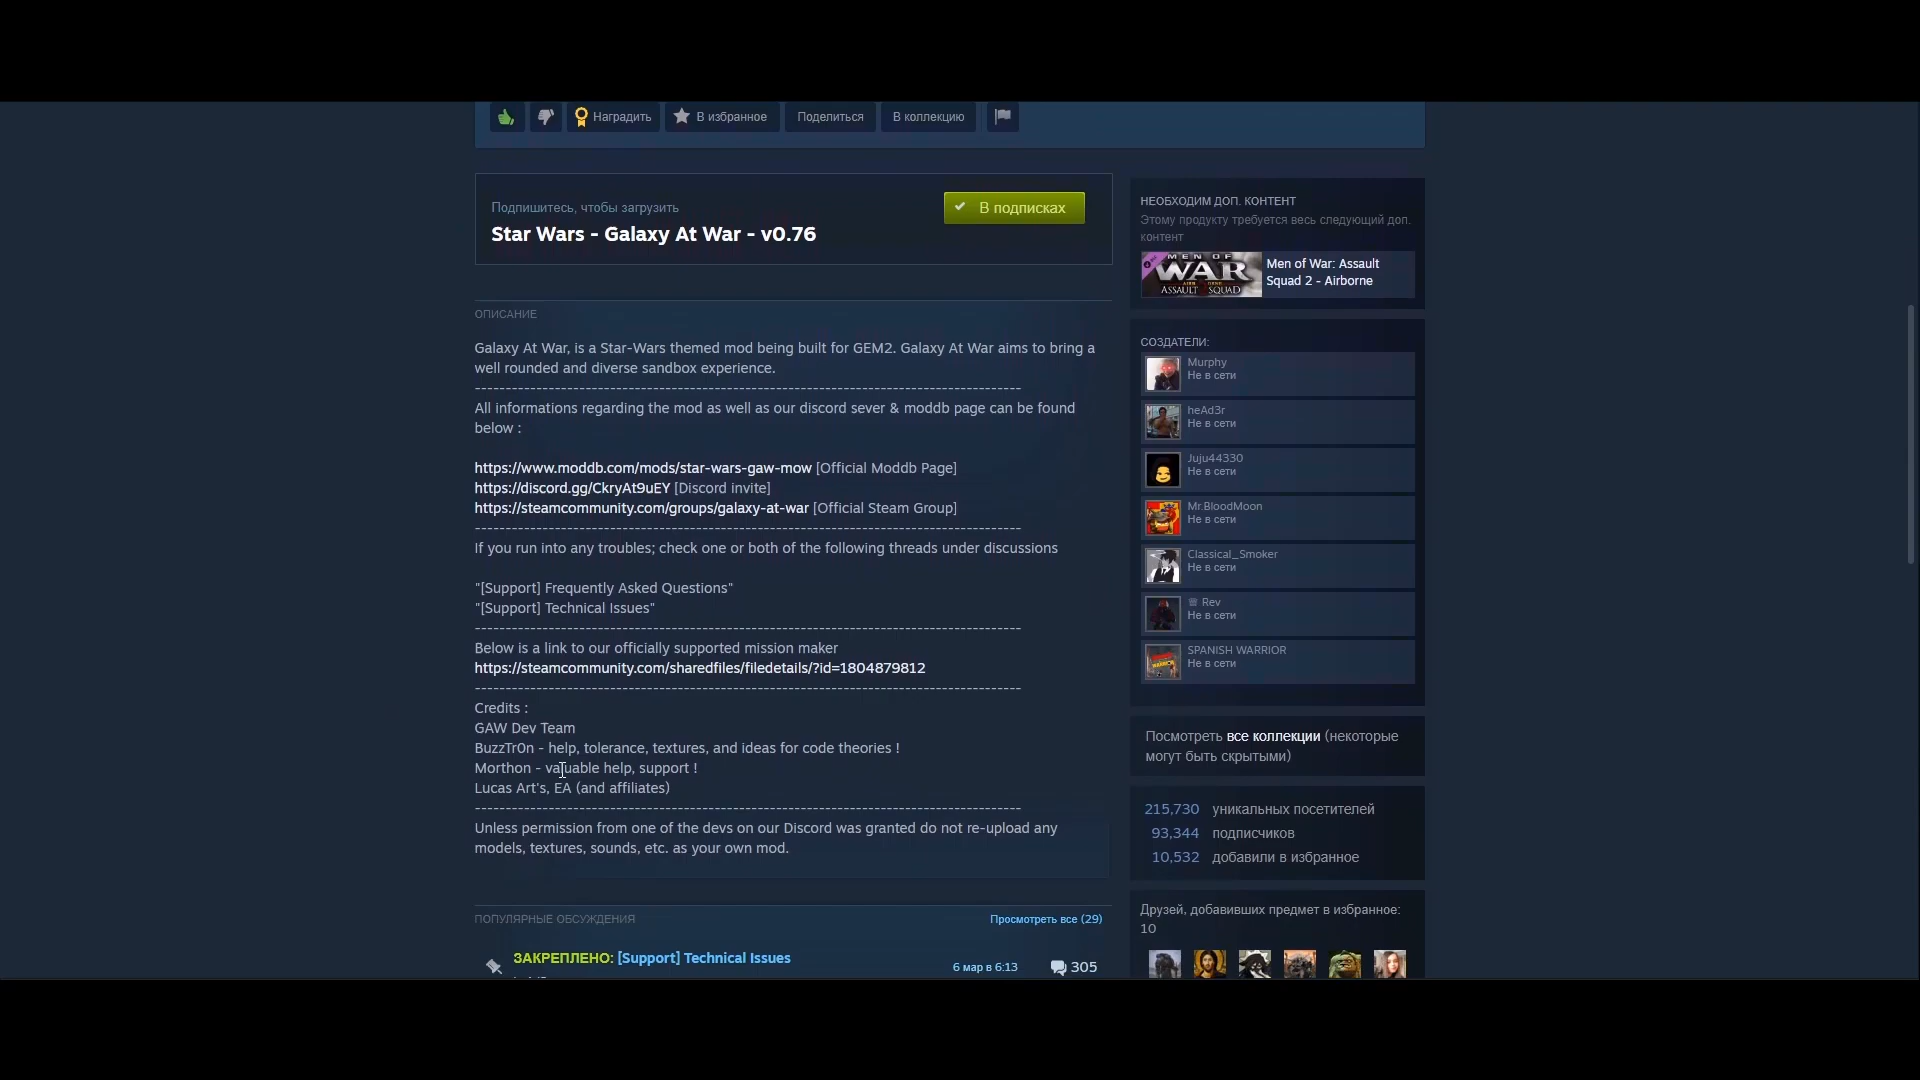 Наградить
В избранное
Поделиться
В коллекцию
Подпишитесь, чтобы загрузить
Star Wars - Galaxy At War - v0.76
В подписках
ОПИСАНИЕ
Galaxy At War, is a Star-Wars themed mod being built for GEM2. Galaxy At War aims to bring a
well rounded and diverse sandbox experience.
-----------------------------------------------------------------------------------------
All informations regarding the mod as well as our discord sever & moddb page can be found
below :
https://www.moddb.com/mods/star-wars-gaw-mow [Official Moddb Page]
https://discord.gg/CkryAt9uEY [Discord invite]
https://steamcommunity.com/groups/galaxy-at-war [Official Steam Group]
-----------------------------------------------------------------------------------------
If you run into any troubles; check one or both of the following threads under discussions
"[Support] Frequently Asked Questions"
"[Support] Technical Issues"
-----------------------------------------------------------------------------------------
Below is a link to our officially supported mission maker
https://steamcommunity.com/sharedfiles/filedetails/?id=1804879812
-----------------------------------------------------------------------------------------
Credits :
GAW Dev Team
BuzzTr0n - help, tolerance, textures, and ideas for code theories !
Morthon - valuable help, support !
Lucas Art's, EA (and affiliates)
-----------------------------------------------------------------------------------------
Unless permission from one of the devs on our Discord was granted do not re-upload any
models, textures, sounds, etc. as your own mod.
ПОПУЛЯРНЫЕ ОБСУЖДЕНИЯ
Просмотреть все (29)
ЗАКРЕПЛЕНО: [Support] Technical Issues
6 мар в 6:13
305
НЕОБХОДИМ ДОП. КОНТЕНТ
Этому продукту требуется весь следующий доп.
контент
MEN OF
WAR
ASSAULT SQUAD
Men of War: Assault
Squad 2 - Airborne
СОЗДАТЕЛИ:
Murphy
Не в сети
heAd3r
Не в сети
Juju44330
Не в сети
Mr.BloodMoon
Не в сети
Classical_Smoker
Не в сети
Rev
Не в сети
SPANISH WARRIOR
Не в сети
Посмотреть все коллекции (некоторые
могут быть скрытыми)
215,730 уникальных посетителей
93,344 подписчиков
10,532 добавили в избранное
Друзей, добавивших предмет в избранное:
10